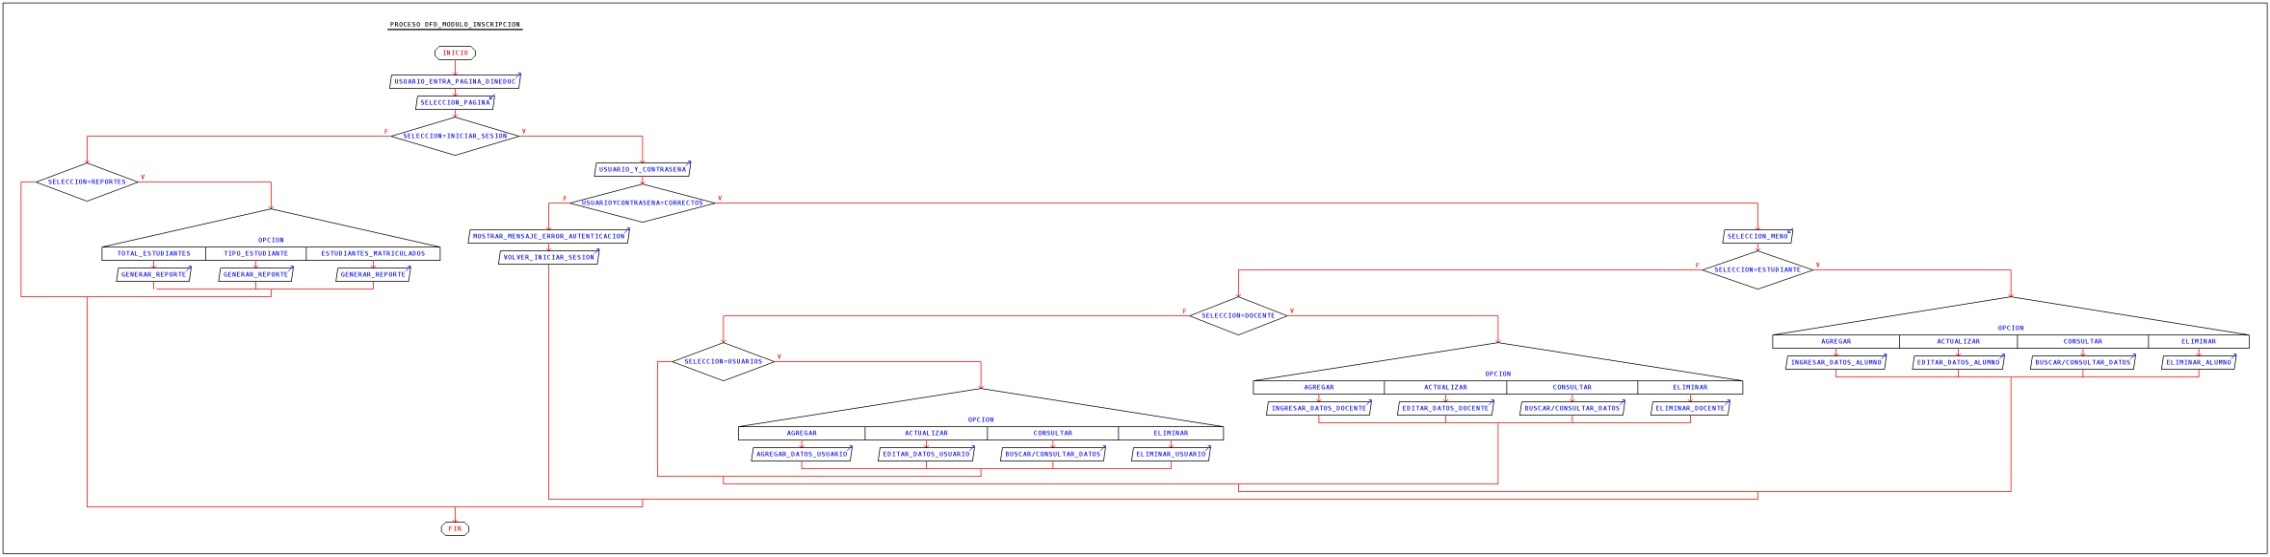 PROCESO DFD_MODULO_INSCRIPCION
INICIO
USUARIO_ENTRA_PAGINA_DINEDUC
SELECCION_PAGINA
SELECCION=INICIAR_SESION
F
V
SELECCION=REPORTES
V
OPCION
TOTAL_ESTUDIANTES TIPO_ESTUDIANTE ESTUDIANTES_MATRICULADOS
GENERAR_REPORTE GENERAR_REPORTE GENERAR_REPORTE
USUARIO_Y_CONTRASENA
F
V
USUARIOYCONTRASENA=CORRECTOS
MOSTRAR_MENSAJE_ERROR_AUTENTICACION
VOLVER_INICIAR_SESION
SELECCION_MENU
F
V
SELECCION=ESTUDIANTE
OPCION
AGREGAR ACTUALIZAR CONSULTAR ELIMINAR
INGRESAR_DATOS_ALUMNO EDITAR_DATOS_ALUMNO BUSCAR/CONSULTAR_DATOS ELIMINAR_ALUMNO
F
V
SELECCION=DOCENTE
OPCION
AGREGAR ACTUALIZAR CONSULTAR ELIMINAR
INGRESAR_DATOS_DOCENTE EDITAR_DATOS_DOCENTE BUSCAR/CONSULTAR_DATOS ELIMINAR_DOCENTE
SELECCION=USUARIOS
V
OPCION
AGREGAR ACTUALIZAR CONSULTAR ELIMINAR
AGREGAR_DATOS_USUARIO EDITAR_DATOS_USUARIO BUSCAR/CONSULTAR_DATOS ELIMINAR_USUARIO
FIN